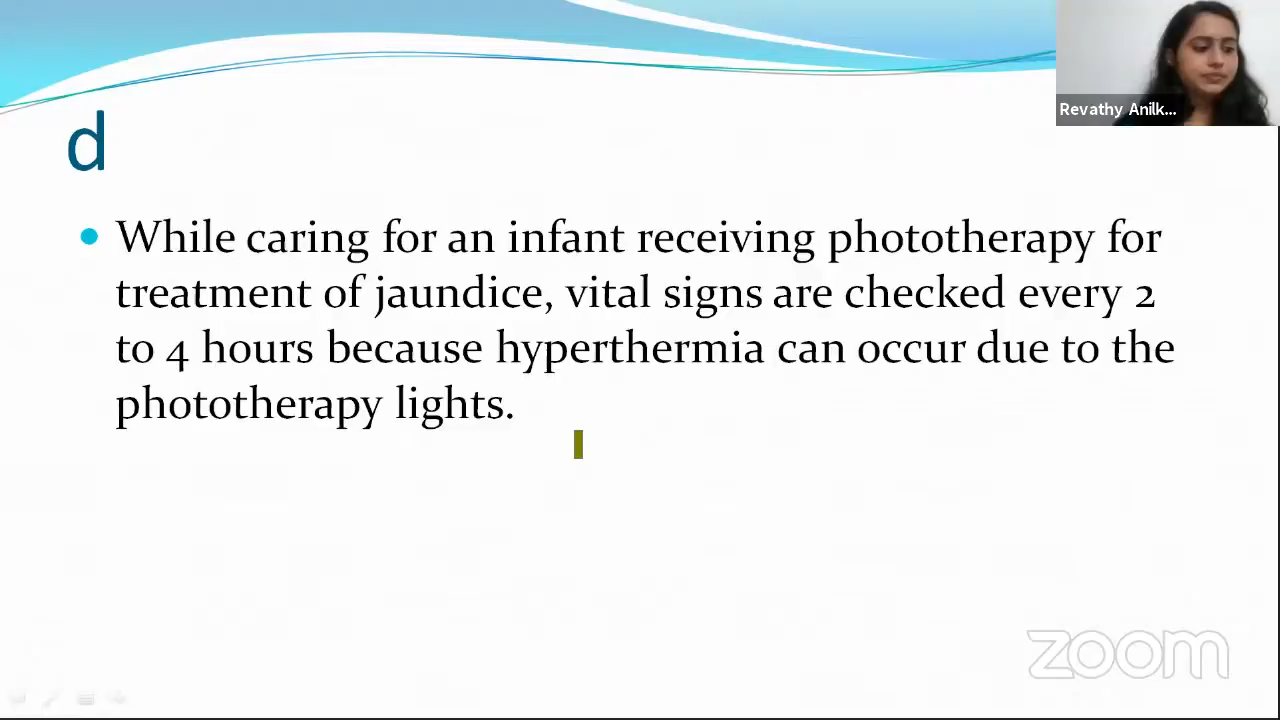 Revathy Anilk...
d
While caring for an infant receiving phototherapy for
treatment of jaundice, vital signs are checked every 2
to 4 hours because hyperthermia can occur due to the
phototherapy lights.
zoom